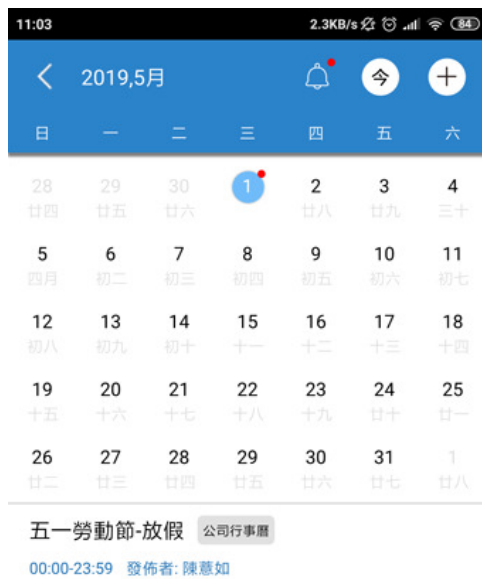 11:03 2.3KB/s 84
2019,5月 今
日 一 二 三 四 五 六
28 29 30 1 2 3 4
廿四 廿五 廿六 廿八 廿九 三十
5 6 7 8 9 10 11
四月 初二 初三 初四 初五 初六 初七
12 13 14 15 16 17 18
初八 初九 初十 十一 十二 十三 十四
19 20 21 22 23 24 25
十五 十六 十七 十八 十九 廿十 廿一
26 27 28 29 30 31 1
廿二 廿三 廿四 廿五 廿六 廿七 廿八
五一勞動節-放假 公司行事曆
00:00-23:59 發佈者: 陳薏如